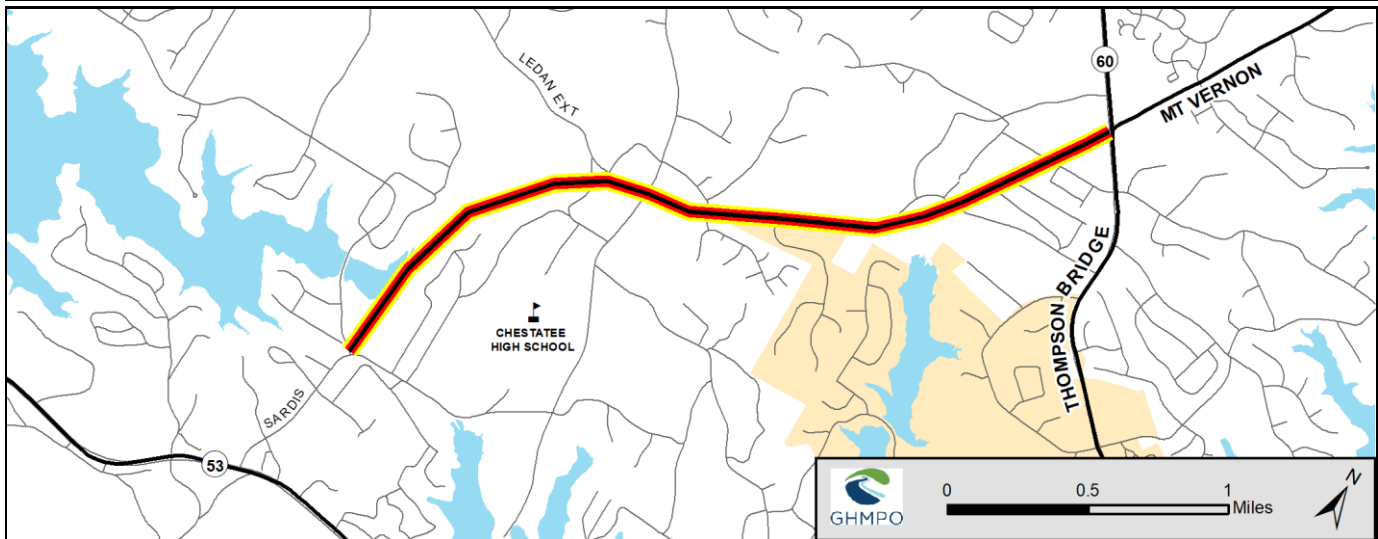 LEDAN EXT
60
MT VERNON
THOMPSON BRIDGE
CHESTATEE
HIGH SCHOOL
SARDIS
53
GHMPO
0 0.5 1
Miles
N